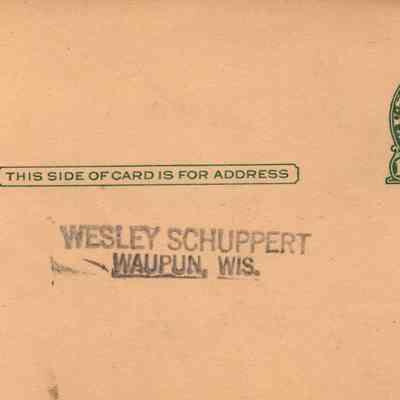 THIS SIDE OF CARD IS FOR ADDRESS
WESLEY SCHUPPERT
WAUPUN, WIS.